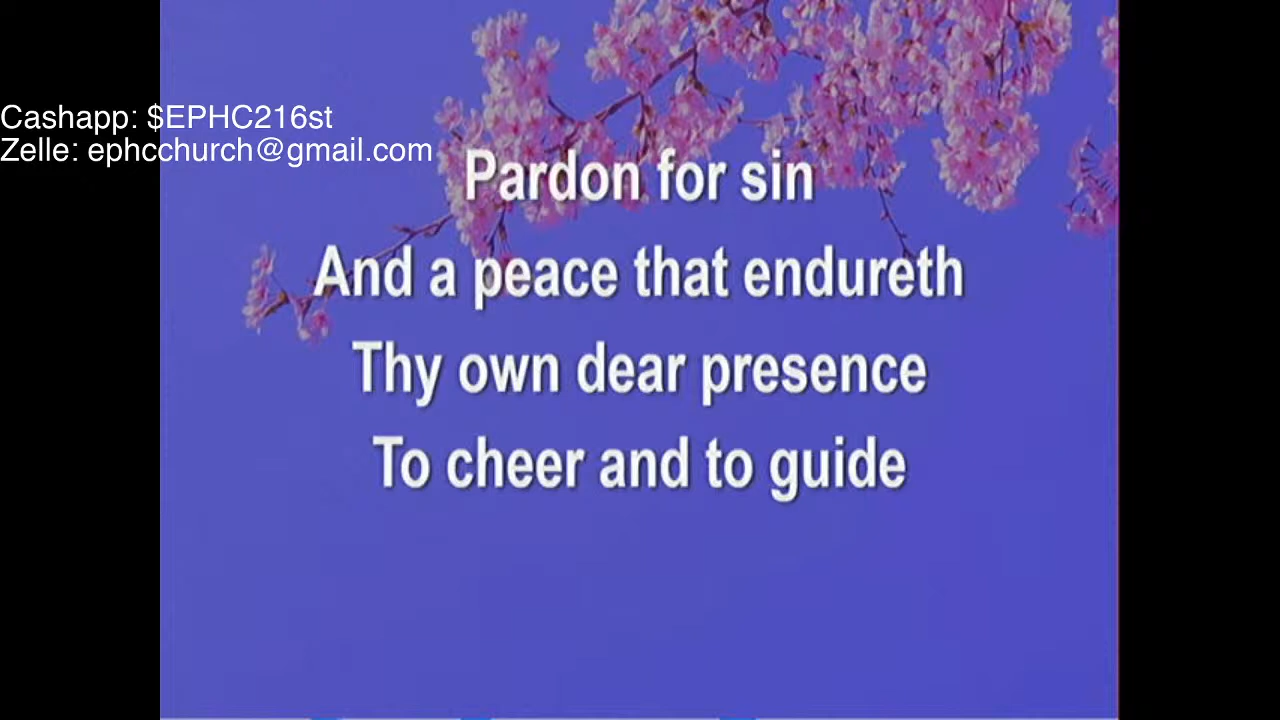 Cashapp: $EPHC216st
Zelle: ephcchurch@gmail.com
Pardon for sin
And a peace that endureth
Thy own dear presence
To cheer and to guide